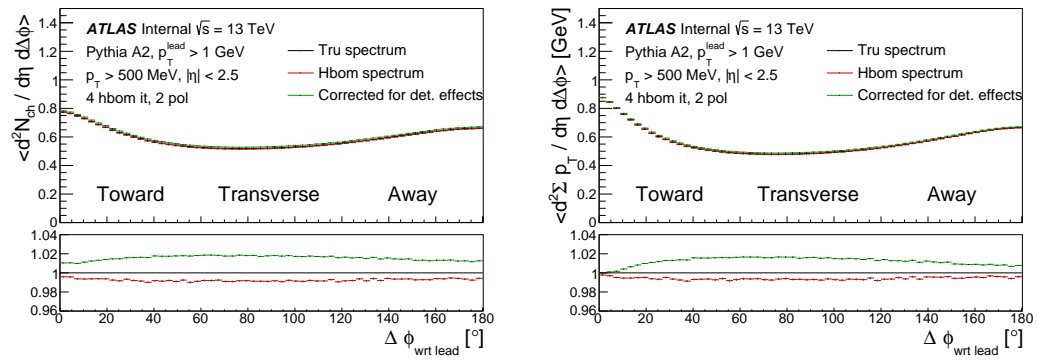 <d²N_ch / dη dΔφ>
1.4
1.2
1
0.8
0.6
0.4
0.2
0
ATLAS Internal √s = 13 TeV
Pythia A2, p_T^lead > 1 GeV
p_T > 500 MeV, |η| < 2.5
4 hbom it, 2 pol
Tru spectrum
Hbom spectrum
Corrected for det. effects
Toward Transverse Away
1.04
1.02
1
0.98
0.96
0 20 40 60 80 100 120 140 160 180
Δ φ_wrt lead [°]
<d²Σ p_T / dη dΔφ> [GeV]
1.4
1.2
1
0.8
0.6
0.4
0.2
0
ATLAS Internal √s = 13 TeV
Pythia A2, p_T^lead > 1 GeV
p_T > 500 MeV, |η| < 2.5
4 hbom it, 2 pol
Tru spectrum
Hbom spectrum
Corrected for det. effects
Toward Transverse Away
1.04
1.02
1
0.98
0.96
0 20 40 60 80 100 120 140 160 180
Δ φ_wrt lead [°]